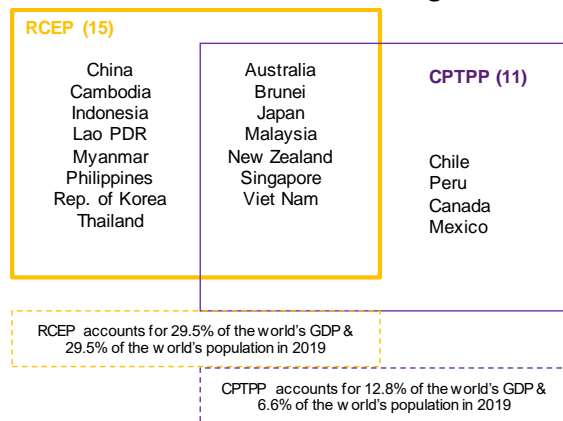 RCEP (15)
China
Cambodia
Indonesia
Lao PDR
Myanmar
Philippines
Rep. of Korea
Thailand
Australia
Brunei
Japan
Malaysia
New Zealand
Singapore
Viet Nam
CPTPP (11)
Chile
Peru
Canada
Mexico
RCEP accounts for 29.5% of the world's GDP &
29.5% of the world's population in 2019
CPTPP accounts for 12.8% of the world's GDP &
6.6% of the world's population in 2019